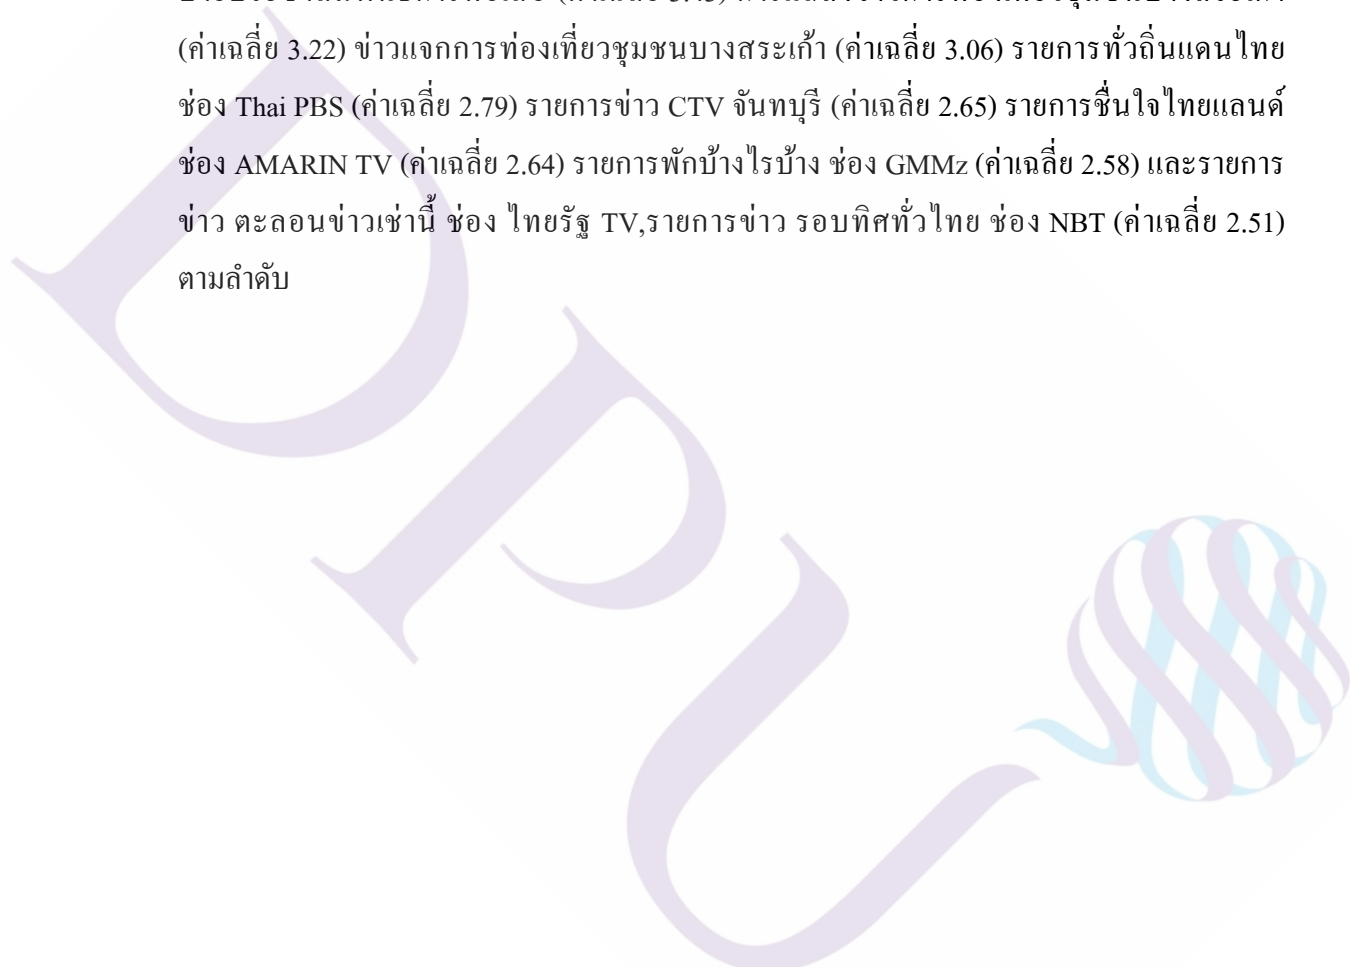 (ค่าเฉลี่ย 3.22) ข่าวแจกการท่องเที่ยวชุมชนบางสระเก้า (ค่าเฉลี่ย 3.06) รายการทั่วถิ่นแดนไทย
ช่อง Thai PBS (ค่าเฉลี่ย 2.79) รายการข่าว CTV จันทบุรี (ค่าเฉลี่ย 2.65) รายการชื่นใจไทยแลนด์
ช่อง AMARIN TV (ค่าเฉลี่ย 2.64) รายการพักบ้างไรบ้าง ช่อง GMMz (ค่าเฉลี่ย 2.58) และรายการ
ข่าว ตะลอนข่าวเช่านี้ ช่อง ไทยรัฐ TV,รายการข่าว รอบทิศทั่วไทย ช่อง NBT (ค่าเฉลี่ย 2.51)
ตามลำดับ
DPU